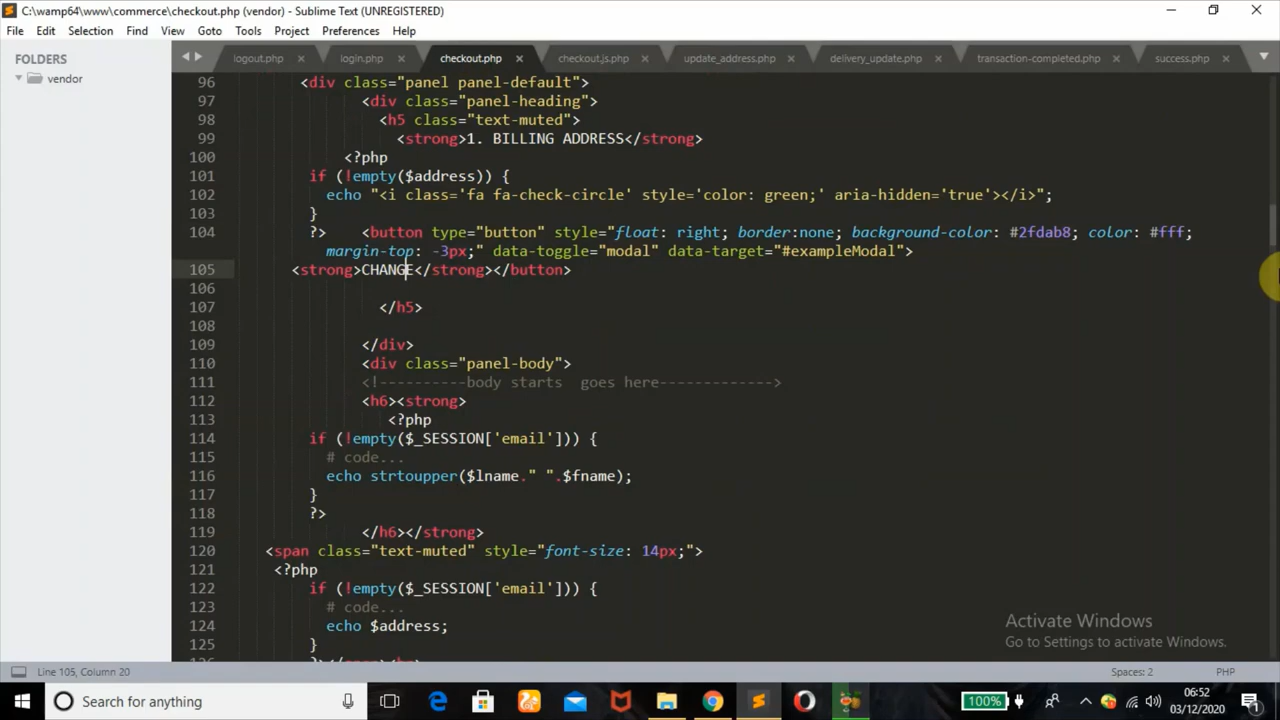 C:\wamp64\www\commerce\checkout.php (vendor) - Sublime Text (UNREGISTERED)
File Edit Selection Find View Goto Tools Project Preferences Help
FOLDERS
vendor
logout.php login.php checkout.php checkout.js.php update_address.php delivery_update.php transaction-completed.php success.php
96 <div class="panel panel-default">
97 <div class="panel-heading">
98 <h5 class="text-muted">
99 <strong>1. BILLING ADDRESS</strong>
100 <?php
101 if (!empty($address)) {
102 echo "<i class='fa fa-check-circle' style='color: green;' aria-hidden='true'></i>";
103 }
104 ?> <button type="button" style="float: right; border:none; background-color: #2fdab8; color: #fff;
margin-top: -3px;" data-toggle="modal" data-target="#exampleModal">
105 <strong>CHANGE</strong></button>
106
107 </h5>
108
109 </div>
110 <div class="panel-body">
111 <!----------body starts  goes here------------->
112 <h6><strong>
113 <?php
114 if (!empty($_SESSION['email'])) {
115 # code...
116 echo strtoupper($lname." ".$fname);
117 }
118 ?>
119 </h6></strong>
120 <span class="text-muted" style="font-size: 14px;">
121 <?php
122 if (!empty($_SESSION['email'])) {
123 # code...
124 echo $address;
125 }
Activate Windows
Go to Settings to activate Windows.
Line 105, Column 20 Spaces: 2 PHP
Search for anything 100% 06:52
03/12/2020